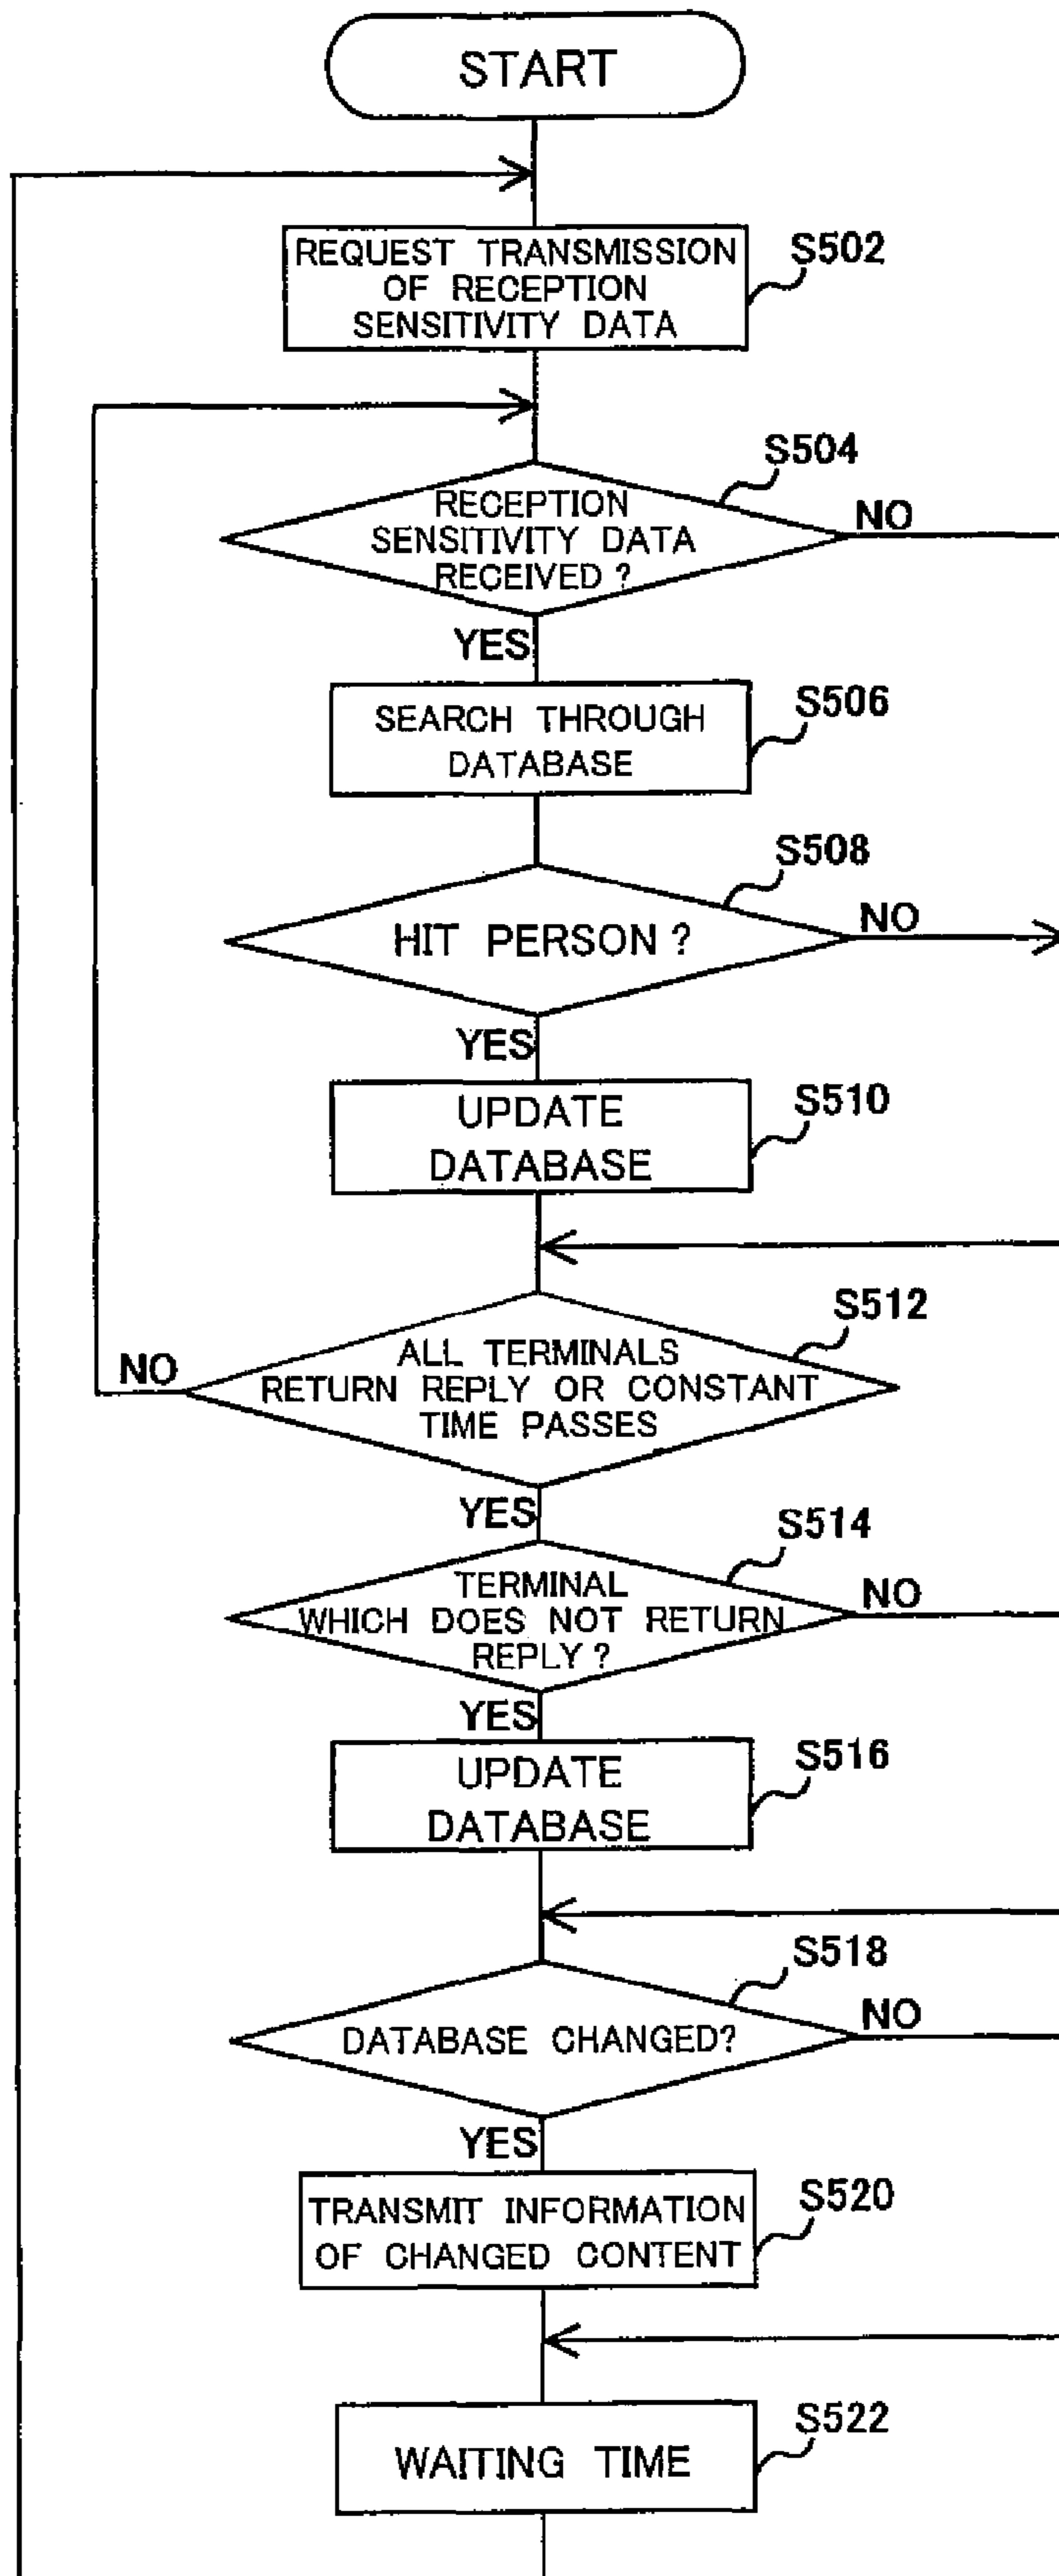 START
REQUEST TRANSMISSION
OF RECEPTION
SENSITIVITY DATA
S502
S504
RECEPTION
SENSITIVITY DATA
RECEIVED ?
NO
YES
SEARCH THROUGH
DATABASE
S506
S508
HIT PERSON ?
NO
YES
UPDATE
DATABASE
S510
S512
ALL TERMINALS
RETURN REPLY OR CONSTANT
TIME PASSES
NO
YES
S514
TERMINAL
WHICH DOES NOT RETURN
REPLY ?
NO
YES
UPDATE
DATABASE
S516
S518
DATABASE CHANGED?
NO
YES
TRANSMIT INFORMATION
OF CHANGED CONTENT
S520
WAITING TIME
S522